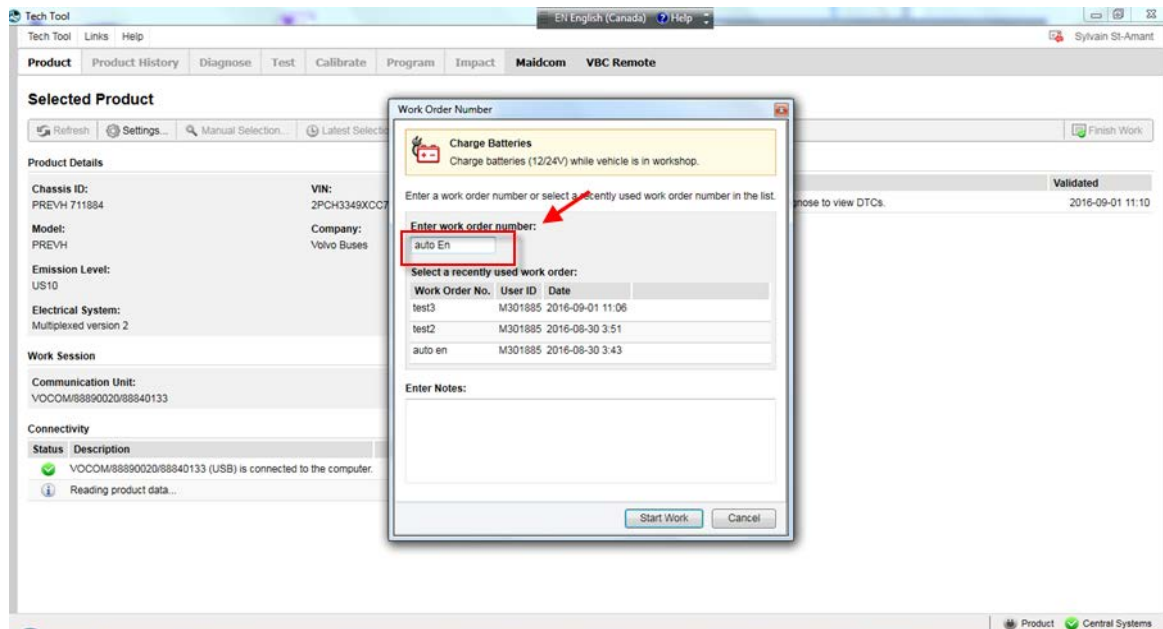 Tech Tool
EN English (Canada) Help
Tech Tool Links Help
Sylvain St-Amant
Product Product History Diagnose Test Calibrate Program Impact Maidcom VBC Remote
Selected Product
Refresh Settings... Manual Selection... Latest Selectio
Finish Work
Product Details
Chassis ID:
PREVH 711884
VIN:
2PCH3349XCC7
Model:
PREVH
Company:
Volvo Buses
Emission Level:
US10
Electrical System:
Multiplexed version 2
Work Session
Communication Unit:
VOCOM/88890020/88840133
Connectivity
Status Description
VOCOM/88890020/88840133 (USB) is connected to the computer.
Reading product data...
Work Order Number
Charge Batteries
Charge batteries (12/24V) while vehicle is in workshop.
Enter a work order number or select a recently used work order number in the list.
Enter work order number:
auto En
Select a recently used work order:
Work Order No. User ID Date
test3 M301885 2016-09-01 11:06
test2 M301885 2016-08-30 3:51
auto en M301885 2016-08-30 3:43
Enter Notes:
Start Work Cancel
Validated
nose to view DTCs. 2016-09-01 11:10
Product Central Systems